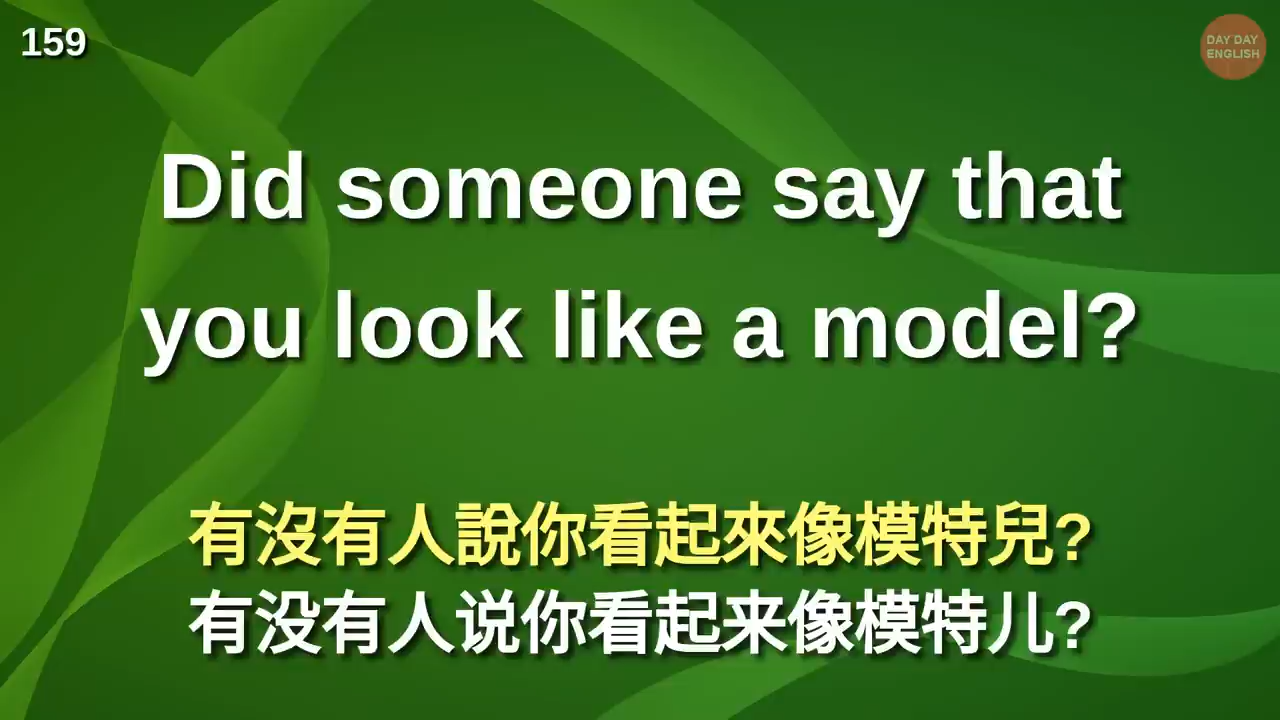 159
DAY DAY
ENGLISH
Did someone say that
you look like a model?
有沒有人說你看起來像模特兒?
有没有人说你看起来像模特儿?